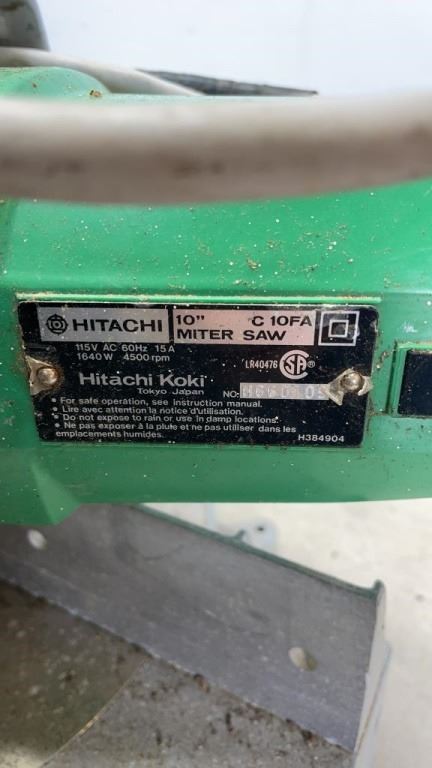 HITACHI 10" C 10FA
MITER SAW
115V AC 60Hz 15A
1640W 4500rpm
LR40476 SA ®
Hitachi Koki
Tokyo Japan
NO:
• For safe operation, see instruction manual.
• Lire avec attention la notice d'utilisation.
• Do not expose to rain or use in damp locations.
• Ne pas exposer à la pluie et ne pas utiliser dans les
emplacements humides.
H384904